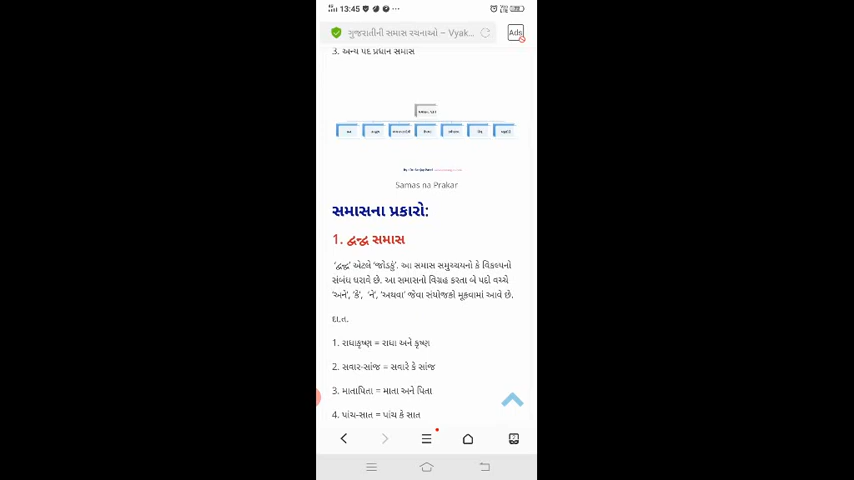 13:45
ગુજરાતીની સમાસ રચનાઓ – Vyak...
Ads
3. અન્ય પદ પ્રધાન સમાસ
Samas na Prakar
સમાસના પ્રકારો:
1. દ્વન્દ્વ સમાસ
'દ્વન્દ્વ' એટલે 'જોડકું'. આ સમાસ સમુચ્ચયનો કે વિકલ્પનો
સંબંધ ધરાવે છે. આ સમાસનો વિગ્રહ કરતા બે પદો વચ્ચે
'અને', 'કે', 'ને', 'અથવા' જેવા સંયોજકો મૂકવામાં આવે છે.
દા.ત.
1. રાધાકૃષ્ણ = રાધા અને કૃષ્ણ
2. સવાર-સાંજ = સવારે કે સાંજ
3. માતાપિતા = માતા અને પિતા
4. પાંચ-સાત = પાંચ કે સાત